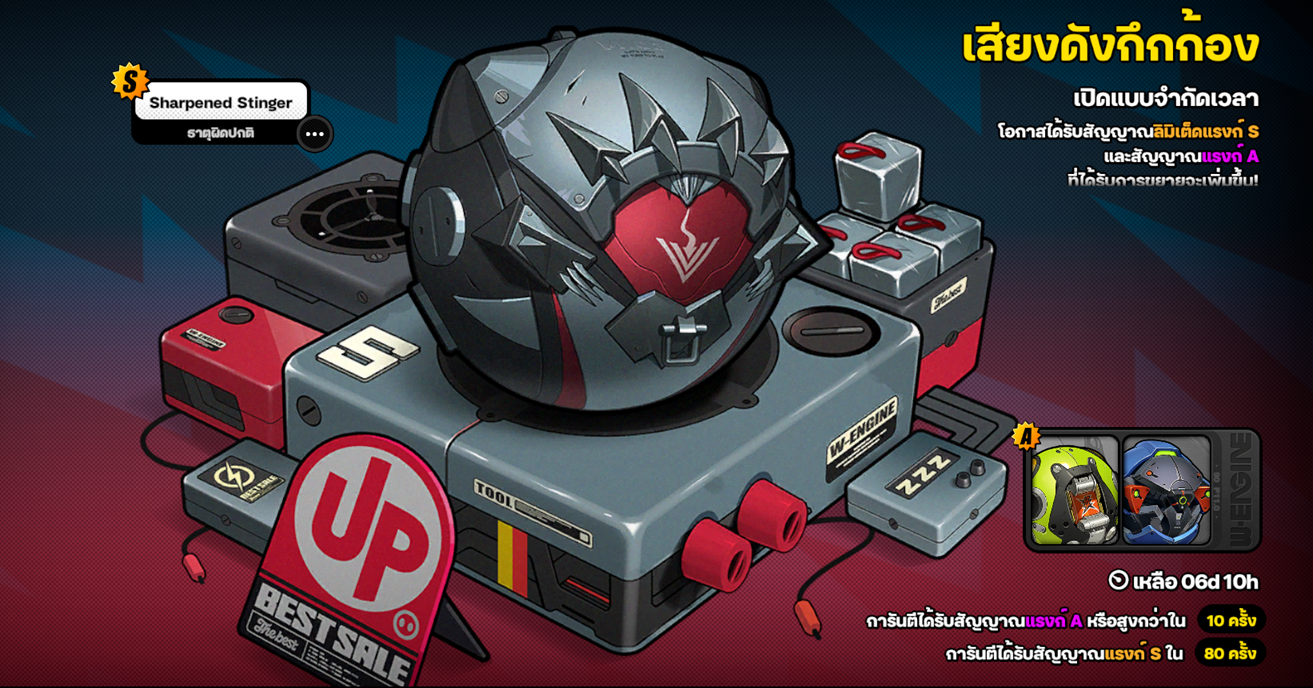 เสียงดังกึกก้อง
เปิดแบบจำกัดเวลา
โอกาสได้รับสัญญาณลิมิเต็ดแรงก์ S
และสัญญาณแรงก์ A
ที่ได้รับการขยายจะเพิ่มขึ้น!
S
Sharpened Stinger
ธาตุผิดปกติ
W-ENGINE
S
The best
W-ENGINE
BEST SALE
ZZZ
TOOL
UP
BEST SALE
The best
A
W-ENGINE
เหลือ 06d 10h
การันตีได้รับสัญญาณแรงก์ A หรือสูงกว่าใน 10 ครั้ง
การันตีได้รับสัญญาณแรงก์ S ใน 80 ครั้ง